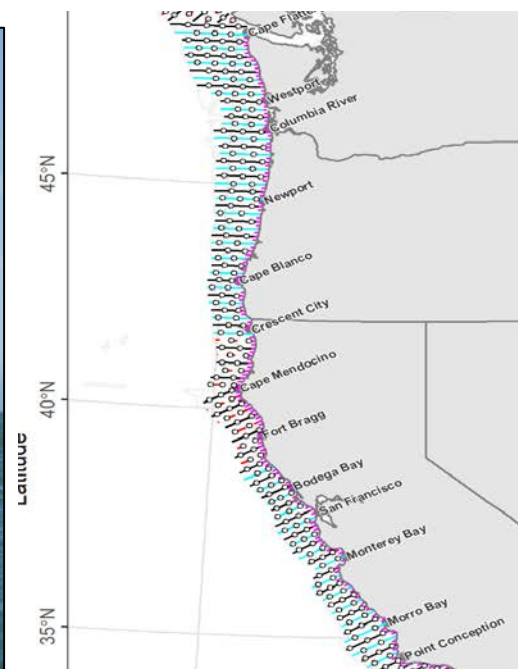 Cape Flatte
Westport
Columbia River
45°N
Newport
Cape Blanco
Crescent City
Cape Mendocino
40°N
Fort Bragg
Latitude
Bodega Bay
San Francisco
Monterey Bay
35°N
Morro Bay
Point Conception